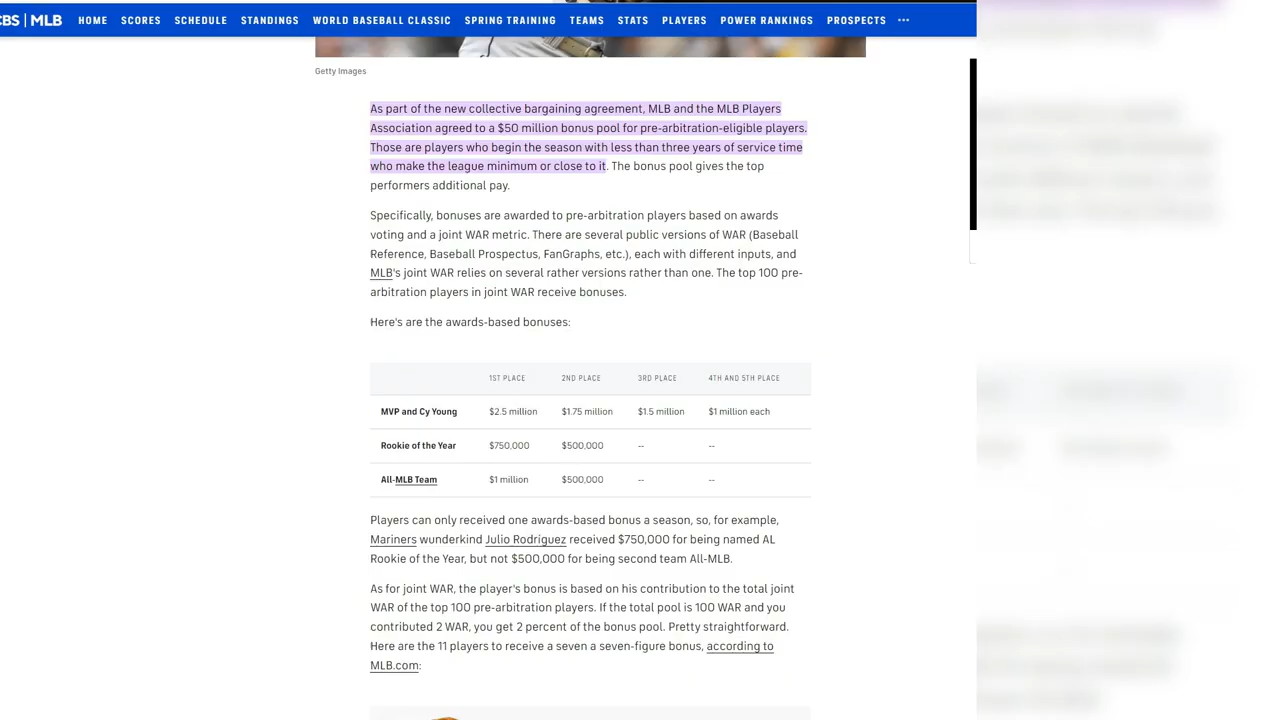 CBS | MLB HOME SCORES SCHEDULE STANDINGS WORLD BASEBALL CLASSIC SPRING TRAINING TEAMS STATS PLAYERS POWER RANKINGS PROSPECTS ...
Getty Images
As part of the new collective bargaining agreement, MLB and the MLB Players
Association agreed to a $50 million bonus pool for pre-arbitration-eligible players.
Those are players who begin the season with less than three years of service time
who make the league minimum or close to it. The bonus pool gives the top
performers additional pay.
Specifically, bonuses are awarded to pre-arbitration players based on awards
voting and a joint WAR metric. There are several public versions of WAR (Baseball
Reference, Baseball Prospectus, FanGraphs, etc.), each with different inputs, and
MLB's joint WAR relies on several rather versions rather than one. The top 100 pre-
arbitration players in joint WAR receive bonuses.
Here's are the awards-based bonuses:
1ST PLACE 2ND PLACE 3RD PLACE 4TH AND 5TH PLACE
MVP and Cy Young $2.5 million $1.75 million $1.5 million $1 million each
Rookie of the Year $750,000 $500,000 -- --
All-MLB Team $1 million $500,000 -- --
Players can only received one awards-based bonus a season, so, for example,
Mariners wunderkind Julio Rodríguez received $750,000 for being named AL
Rookie of the Year, but not $500,000 for being second team All-MLB.
As for joint WAR, the player's bonus is based on his contribution to the total joint
WAR of the top 100 pre-arbitration players. If the total pool is 100 WAR and you
contributed 2 WAR, you get 2 percent of the bonus pool. Pretty straightforward.
Here are the 11 players to receive a seven a seven-figure bonus, according to
MLB.com: